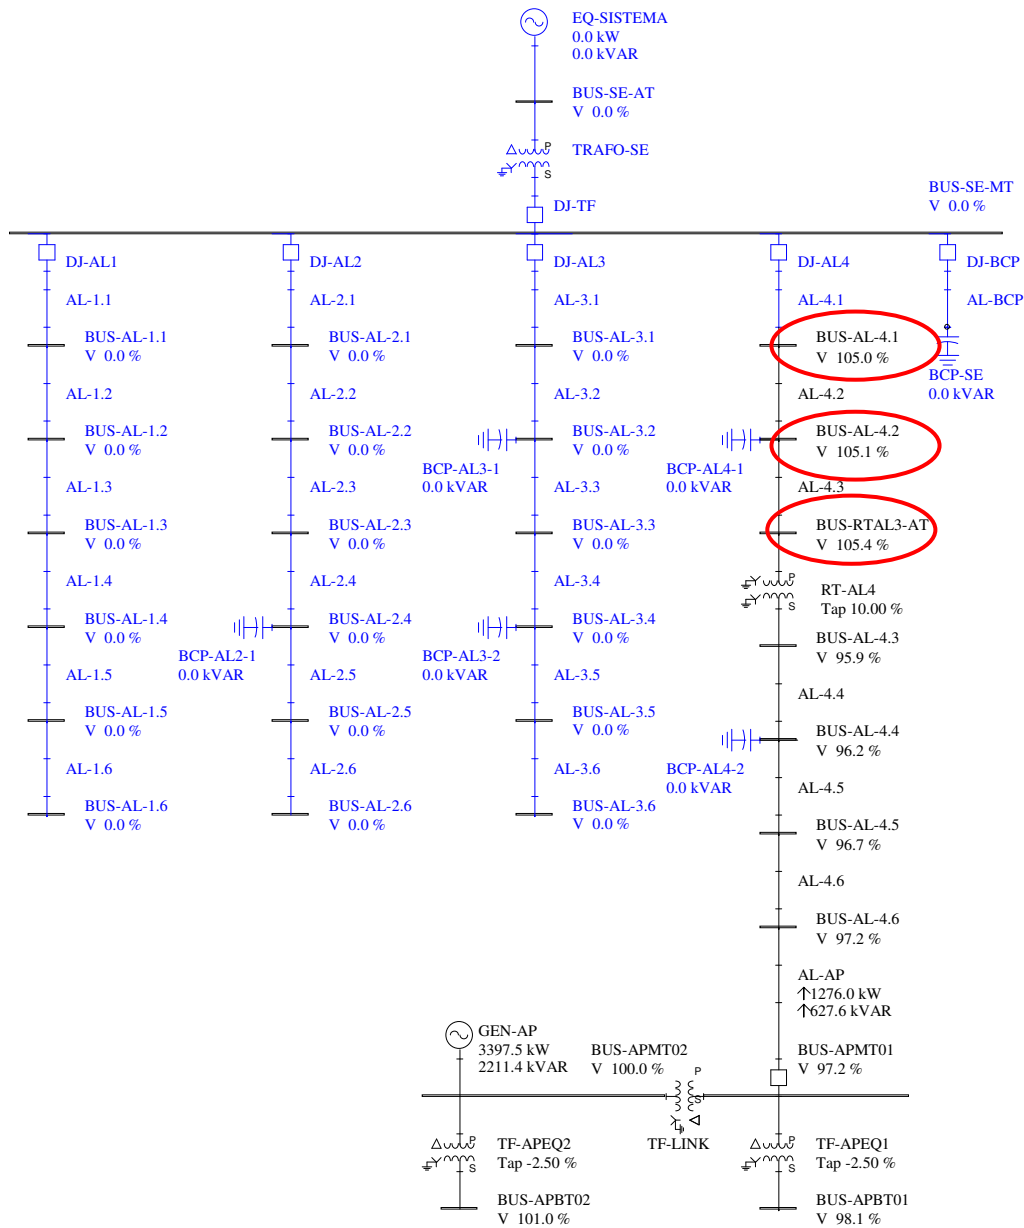 EQ-SISTEMA
0.0 kW
0.0 kVAR
BUS-SE-AT
V 0.0 %
P
TRAFO-SE
S
DJ-TF
BUS-SE-MT
V 0.0 %
DJ-AL1
DJ-AL2
DJ-AL3
DJ-AL4
DJ-BCP
AL-1.1
AL-2.1
AL-3.1
AL-4.1
AL-BCP
BUS-AL-1.1
V 0.0 %
BUS-AL-2.1
V 0.0 %
BUS-AL-3.1
V 0.0 %
BUS-AL-4.1
V 105.0 %
BCP-SE
0.0 kVAR
AL-1.2
AL-2.2
AL-3.2
AL-4.2
BUS-AL-1.2
V 0.0 %
BUS-AL-2.2
V 0.0 %
BUS-AL-3.2
V 0.0 %
BUS-AL-4.2
V 105.1 %
BCP-AL3-1
0.0 kVAR
BCP-AL4-1
0.0 kVAR
AL-1.3
AL-2.3
AL-3.3
AL-4.3
BUS-AL-1.3
V 0.0 %
BUS-AL-2.3
V 0.0 %
BUS-AL-3.3
V 0.0 %
BUS-RTAL3-AT
V 105.4 %
AL-1.4
AL-2.4
AL-3.4
P
S
RT-AL4
Tap 10.00 %
BUS-AL-1.4
V 0.0 %
BUS-AL-2.4
V 0.0 %
BUS-AL-3.4
V 0.0 %
BUS-AL-4.3
V 95.9 %
BCP-AL2-1
0.0 kVAR
BCP-AL3-2
0.0 kVAR
AL-1.5
AL-2.5
AL-3.5
AL-4.4
BUS-AL-1.5
V 0.0 %
BUS-AL-2.5
V 0.0 %
BUS-AL-3.5
V 0.0 %
BUS-AL-4.4
V 96.2 %
BCP-AL4-2
0.0 kVAR
AL-1.6
AL-2.6
AL-3.6
AL-4.5
BUS-AL-1.6
V 0.0 %
BUS-AL-2.6
V 0.0 %
BUS-AL-3.6
V 0.0 %
BUS-AL-4.5
V 96.7 %
AL-4.6
BUS-AL-4.6
V 97.2 %
AL-AP
↑1276.0 kW
↑627.6 kVAR
GEN-AP
3397.5 kW
2211.4 kVAR
BUS-APMT02
V 100.0 %
BUS-APMT01
V 97.2 %
P
S
TF-LINK
P
S
TF-APEQ2
Tap -2.50 %
P
S
TF-APEQ1
Tap -2.50 %
BUS-APBT02
V 101.0 %
BUS-APBT01
V 98.1 %